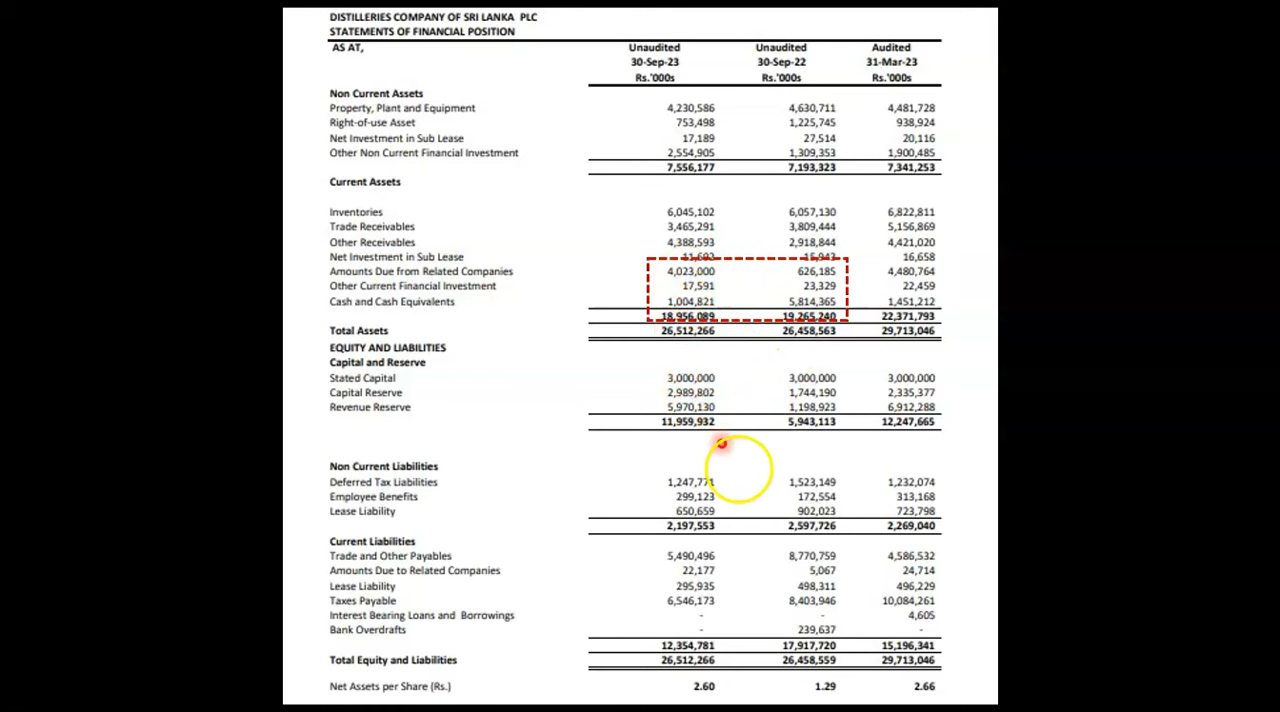 DISTILLERIES COMPANY OF SRI LANKA PLC
STATEMENTS OF FINANCIAL POSITION
AS AT, Unaudited Unaudited Audited
30-Sep-23 30-Sep-22 31-Mar-23
Rs.'000s Rs.'000s Rs.'000s
Non Current Assets
Property, Plant and Equipment 4,230,586 4,630,711 4,481,728
Right-of-use Asset 753,498 1,225,745 938,924
Net Investment in Sub Lease 17,189 27,514 20,116
Other Non Current Financial Investment 2,554,905 1,309,353 1,900,485
7,556,177 7,193,323 7,341,253
Current Assets
Inventories 6,045,102 6,057,130 6,822,811
Trade Receivables 3,465,291 3,809,444 5,156,869
Other Receivables 4,388,593 2,918,844 4,421,020
Net Investment in Sub Lease 11,692 15,943 16,658
Amounts Due from Related Companies 4,023,000 626,185 4,480,764
Other Current Financial Investment 17,591 23,329 22,459
Cash and Cash Equivalents 1,004,821 5,814,365 1,451,212
18,956,089 19,265,240 22,371,793
Total Assets 26,512,266 26,458,563 29,713,046
EQUITY AND LIABILITIES
Capital and Reserve
Stated Capital 3,000,000 3,000,000 3,000,000
Capital Reserve 2,989,802 1,744,190 2,335,377
Revenue Reserve 5,970,130 1,198,923 6,912,288
11,959,932 5,943,113 12,247,665
Non Current Liabilities
Deferred Tax Liabilities 1,247,771 1,523,149 1,232,074
Employee Benefits 299,123 172,554 313,168
Lease Liability 650,659 902,023 723,798
2,197,553 2,597,726 2,269,040
Current Liabilities
Trade and Other Payables 5,490,496 8,770,759 4,586,532
Amounts Due to Related Companies 22,177 5,067 24,714
Lease Liability 295,935 498,311 496,229
Taxes Payable 6,546,173 8,403,946 10,084,261
Interest Bearing Loans and Borrowings - - 4,605
Bank Overdrafts - 239,637 -
12,354,781 17,917,720 15,196,341
Total Equity and Liabilities 26,512,266 26,458,559 29,713,046
Net Assets per Share (Rs.) 2.60 1.29 2.66